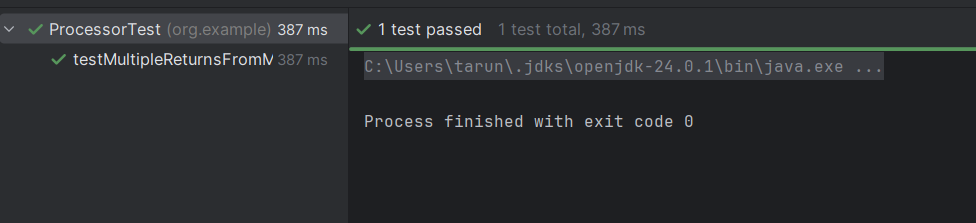 ProcessorTest (org.example) 387 ms
testMultipleReturnsFromM 387 ms
1 test passed 1 test total, 387 ms
C:\Users\tarun\.jdks\openjdk-24.0.1\bin\java.exe ...
Process finished with exit code 0